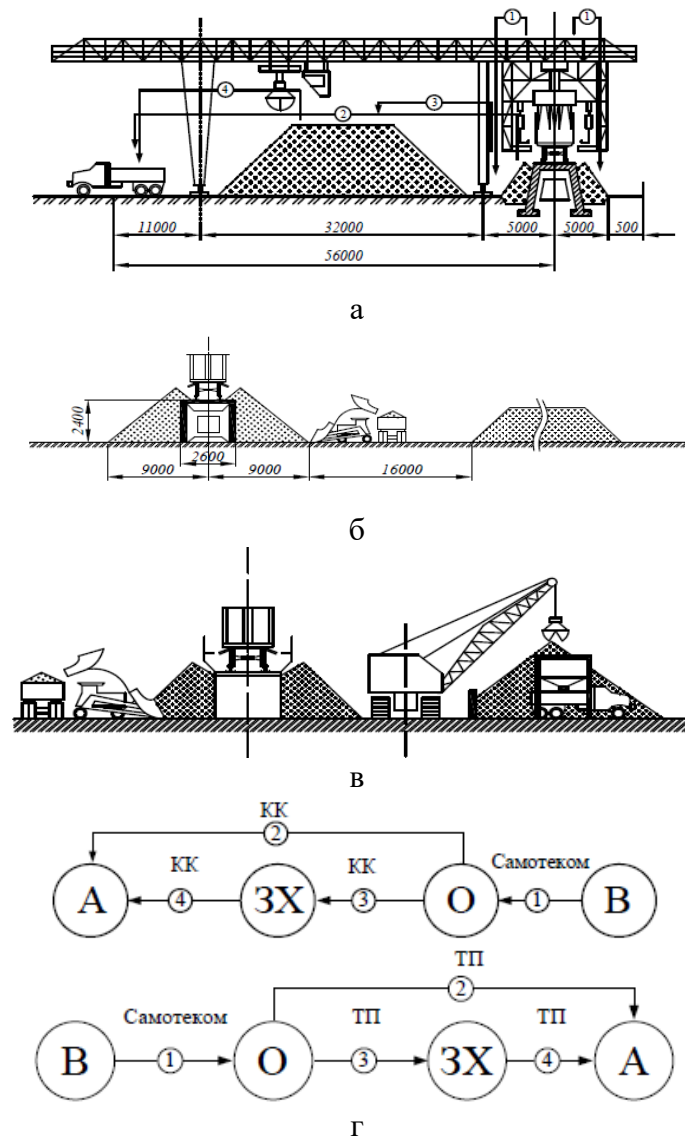 1 1
4 3
2
11000 32000 5000 5000 500
56000
а
2400
2600
9000 9000 16000
б
в
КК
2
КК КК Самотеком
А 4 ЗХ 3 О 1 В
ТП
2
Самотеком ТП ТП
В 1 О 3 ЗХ 4 А
г